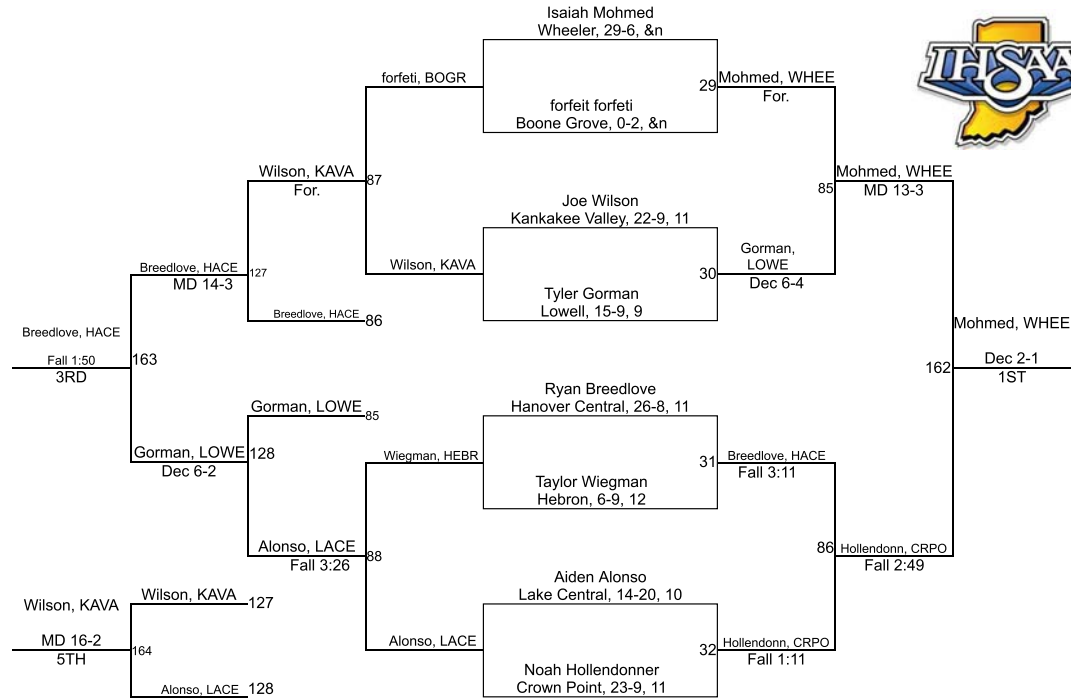 Isaiah Mohmed
Wheeler, 29-6, &n
IHSAA
forfeti, BOGR
29
Mohmed, WHEE
For.
forfeit forfeti
Boone Grove, 0-2, &n
Wilson, KAVA
For.
87
Mohmed, WHEE
MD 13-3
85
Joe Wilson
Kankakee Valley, 22-9, 11
Gorman,
LOWE
Dec 6-4
Wilson, KAVA
30
Breedlove, HACE
MD 14-3
127
Tyler Gorman
Lowell, 15-9, 9
Breedlove, HACE
86
Breedlove, HACE
Fall 1:50
3RD
163
Mohmed, WHEE
Dec 2-1
1ST
162
Ryan Breedlove
Hanover Central, 26-8, 11
Gorman, LOWE
85
Gorman, LOWE
Dec 6-2
128
Wiegman, HEBR
31
Breedlove, HACE
Fall 3:11
Taylor Wiegman
Hebron, 6-9, 12
Alonso, LACE
Fall 3:26
88
86
Hollendonn, CRPO
Fall 2:49
Aiden Alonso
Lake Central, 14-20, 10
Wilson, KAVA
Wilson, KAVA
127
MD 16-2
5TH
164
Alonso, LACE
32
Hollendonn, CRPO
Fall 1:11
Noah Hollendonner
Crown Point, 23-9, 11
Alonso, LACE
128